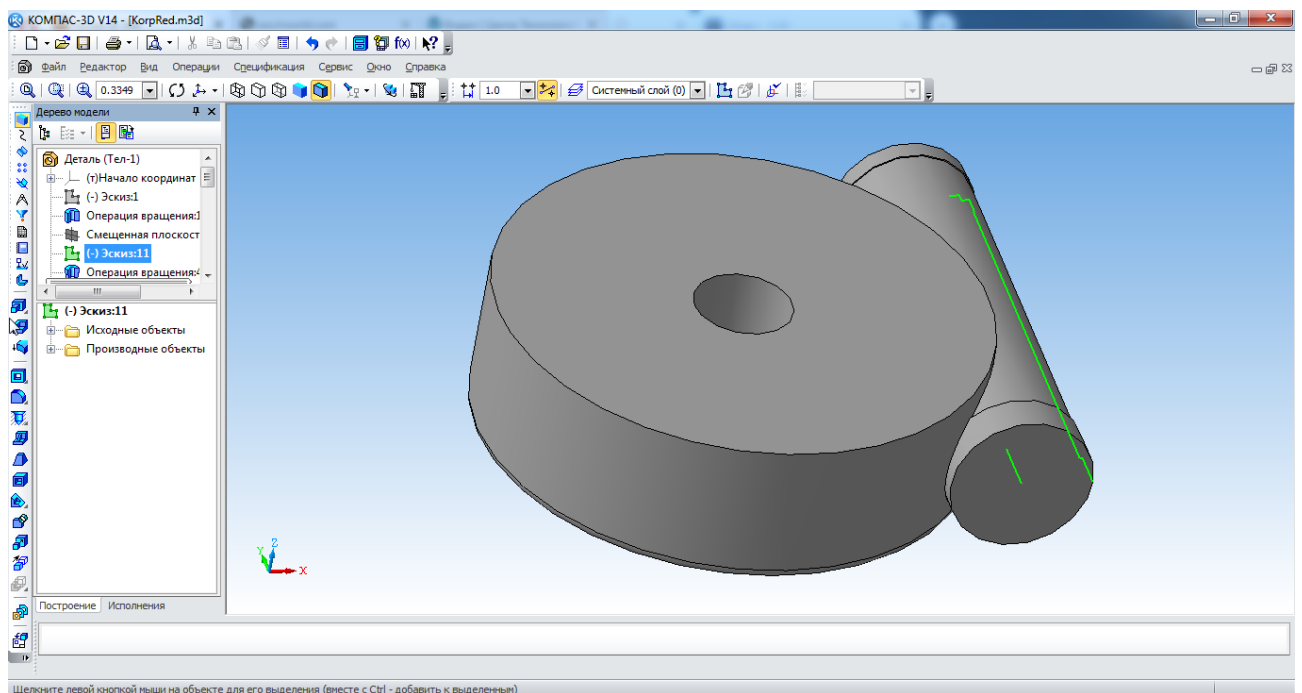 КОМПАС-3D V14 - [KorpRed.m3d]
Файл Редактор Вид Операции Спецификация Сервис Окно Справка
0.3349 1.0 Системный слой (0)
Дерево модели
Деталь (Тел-1)
(т)Начало координат
(-) Эскиз:1
Операция вращения:1
Смещенная плоскост
(-) Эскиз:11
Операция вращения:4
(-) Эскиз:11
Исходные объекты
Производные объекты
Z
Y
X
Построение Исполнения
Щелкните левой кнопкой мыши на объекте для его выделения (вместе с Ctrl - добавить к выделенным)